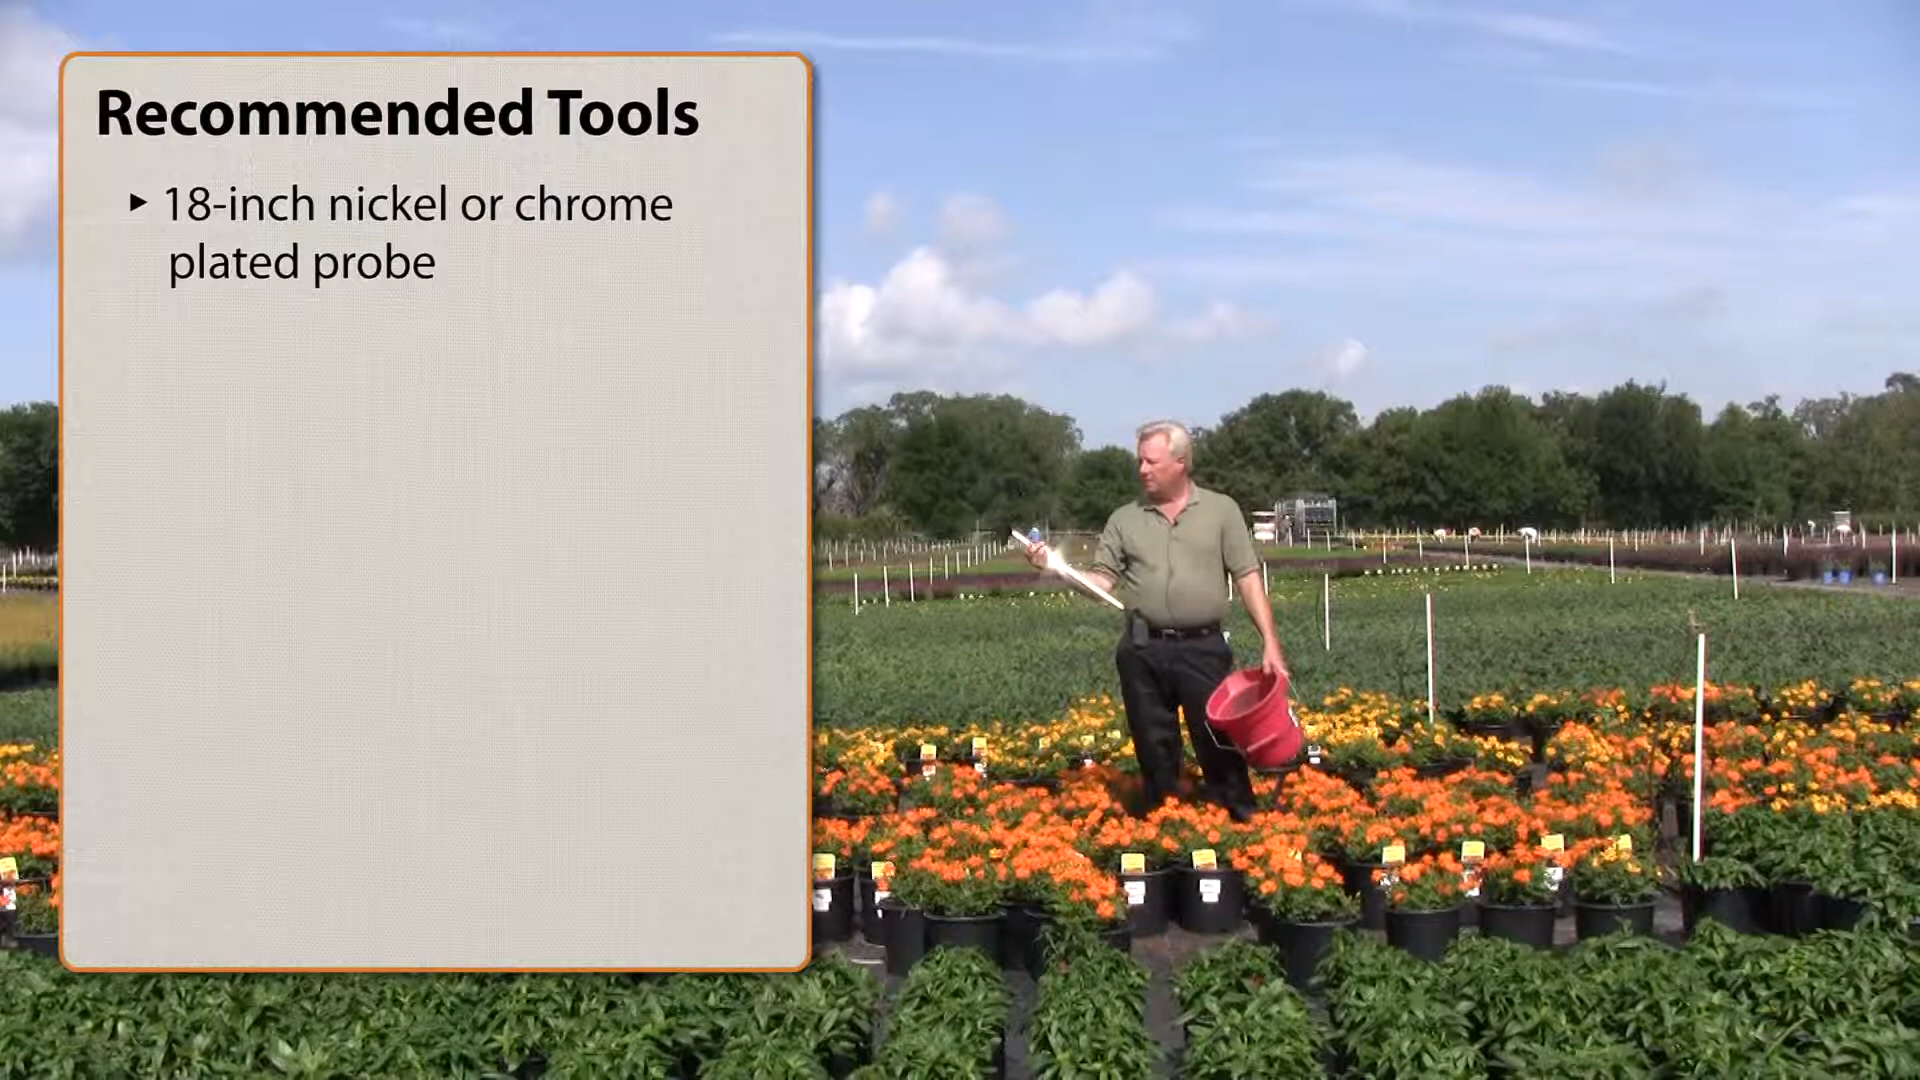 Recommended Tools
▸ 18-inch nickel or chrome
plated probe